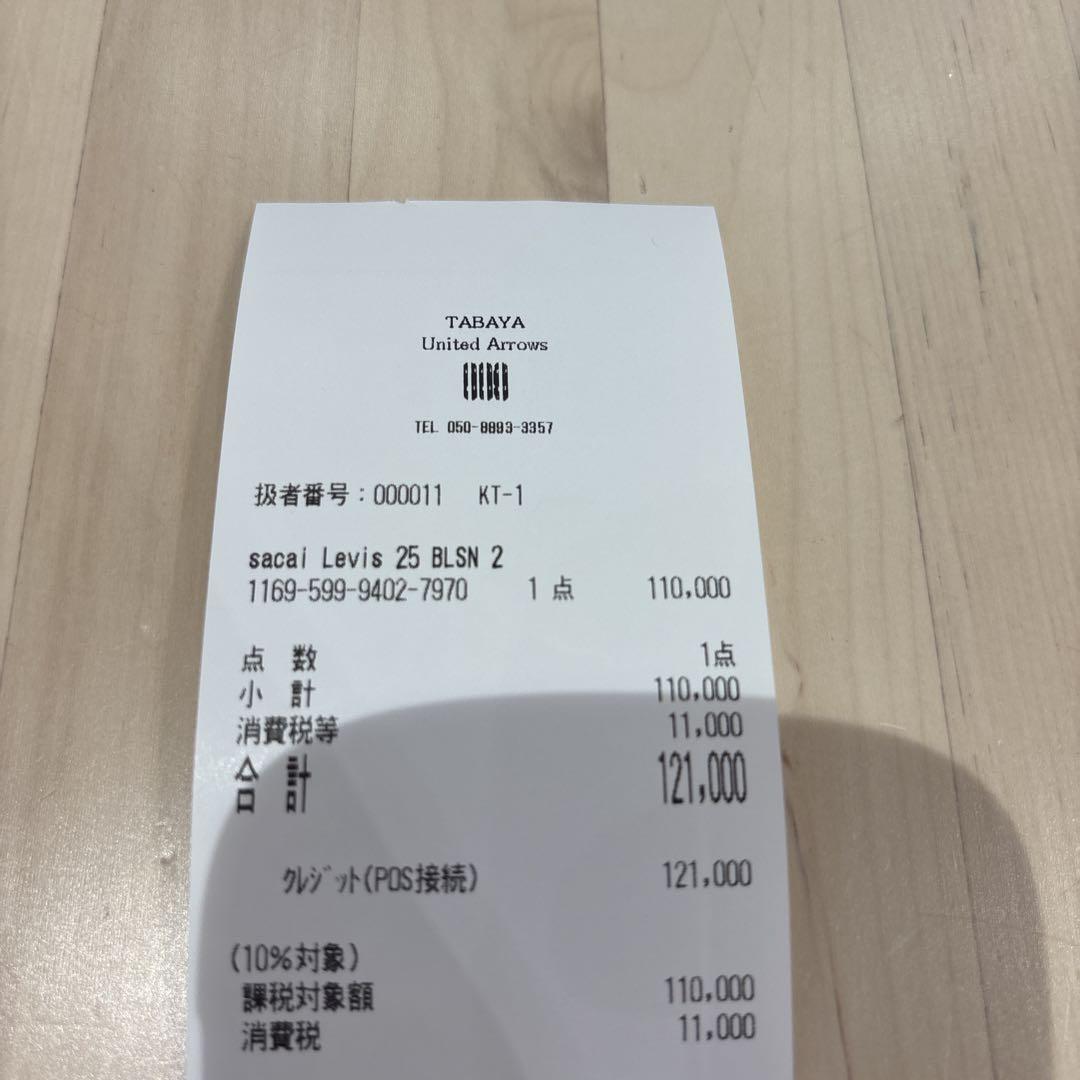 TABAYA
United Arrows
TEL 050-8893-3357
扱者番号：000011 KT-1
sacai Levis 25 BLSN 2
1169-599-9402-7970 1点 110,000
点 数 1点
小 計 110,000
消費税等 11,000
合 計 121,000
クレジット(POS接続) 121,000
(10%対象)
課税対象額 110,000
消費税 11,000